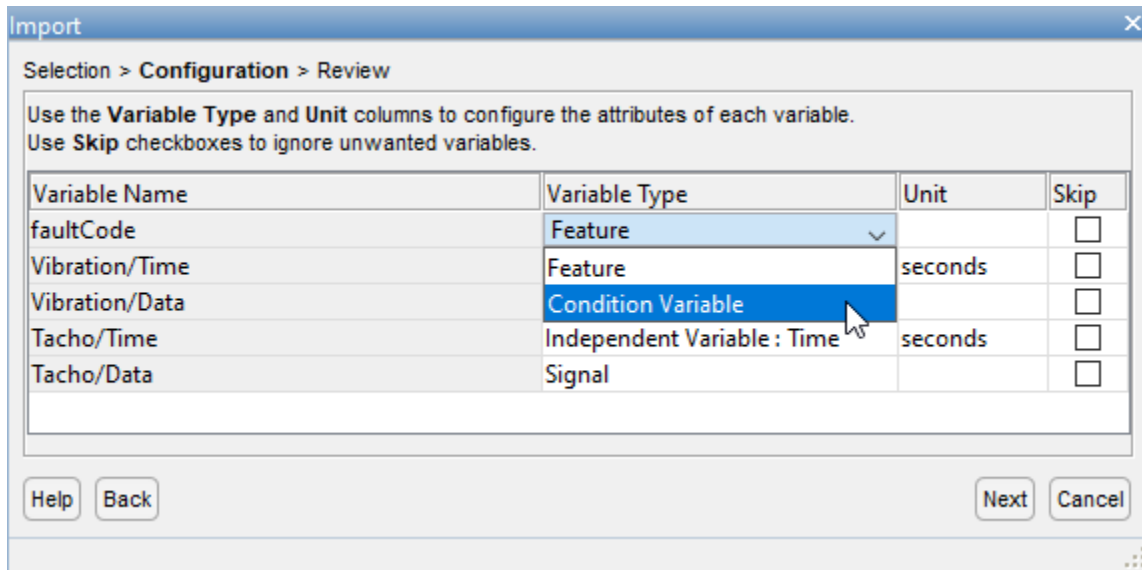 Import
Selection > Configuration > Review
Use the Variable Type and Unit columns to configure the attributes of each variable.
Use Skip checkboxes to ignore unwanted variables.
Variable Name Variable Type Unit Skip
faultCode Feature
Vibration/Time Feature seconds
Vibration/Data Condition Variable
Tacho/Time Independent Variable : Time seconds
Tacho/Data Signal
Help Back Next Cancel